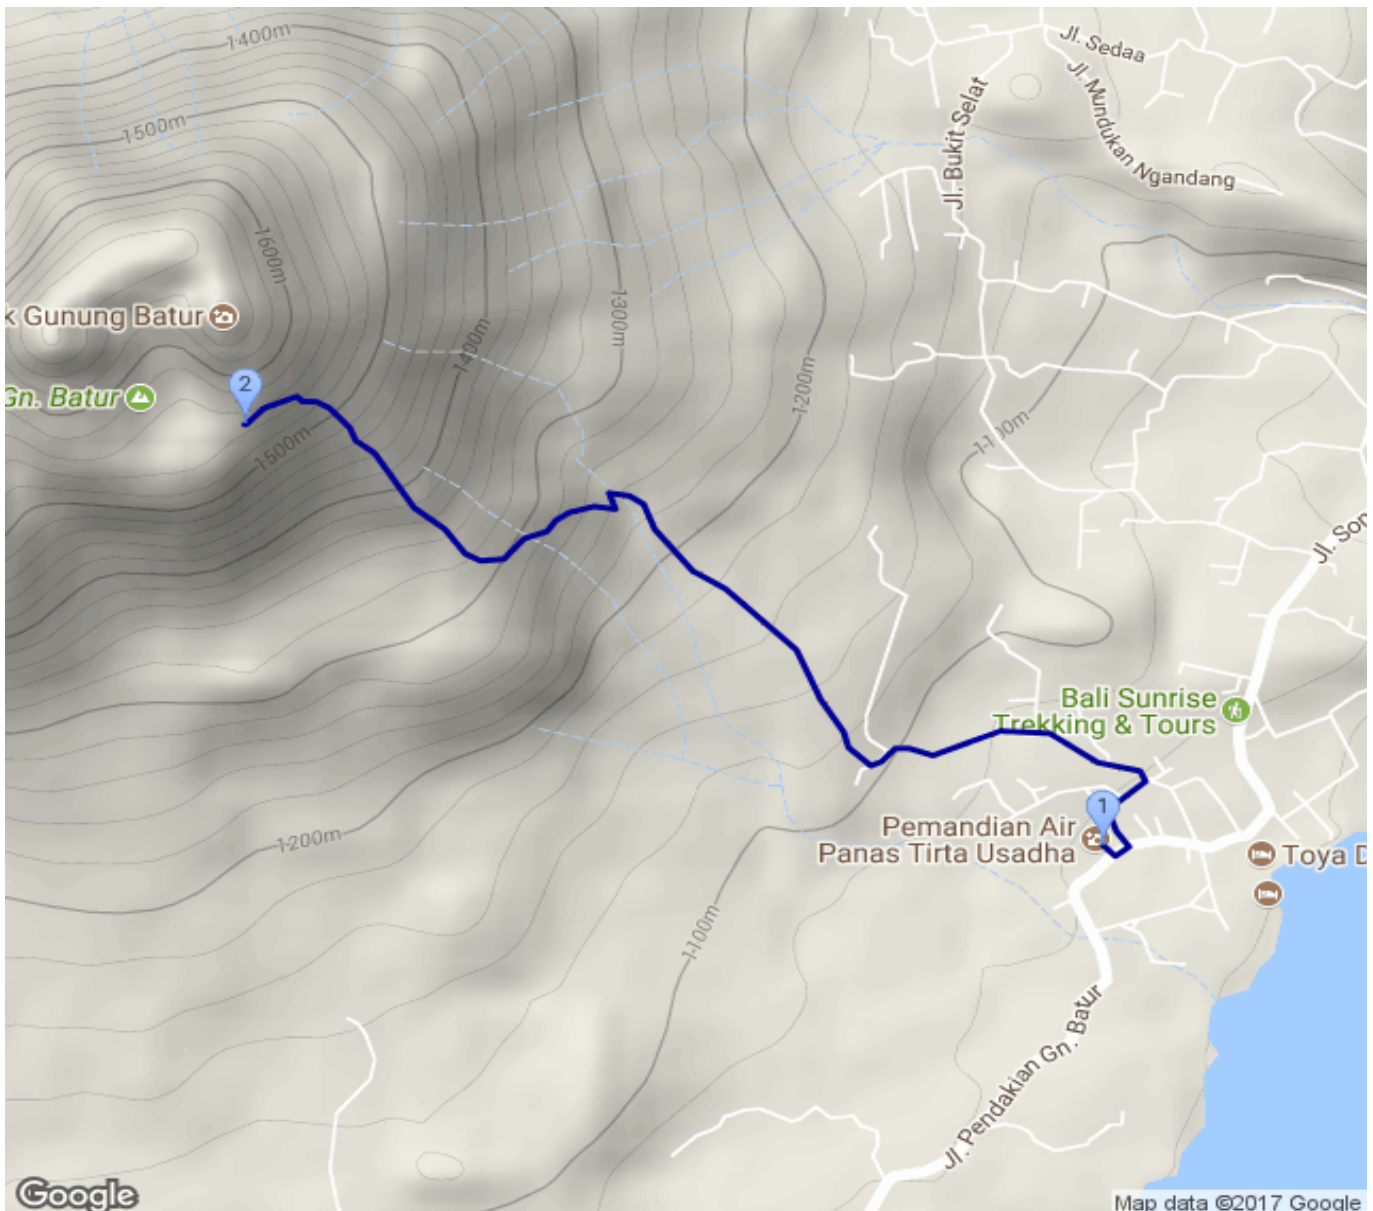 1400m
Jl. Sedaa
Jl. Mundukan Ngandang
Jl. Bukit Selat
1500m
1600m
k Gunung Batur
1300m
1400m
1200m
2
Gn. Batur
1500m
1100m
Jl. Son
Bali Sunrise
Trekking & Tours
1
Pemandian Air
Panas Tirta Usadha
Toya D
1200m
1100m
Jl. Pendakian Gn. Batur
Google
Map data ©2017 Google